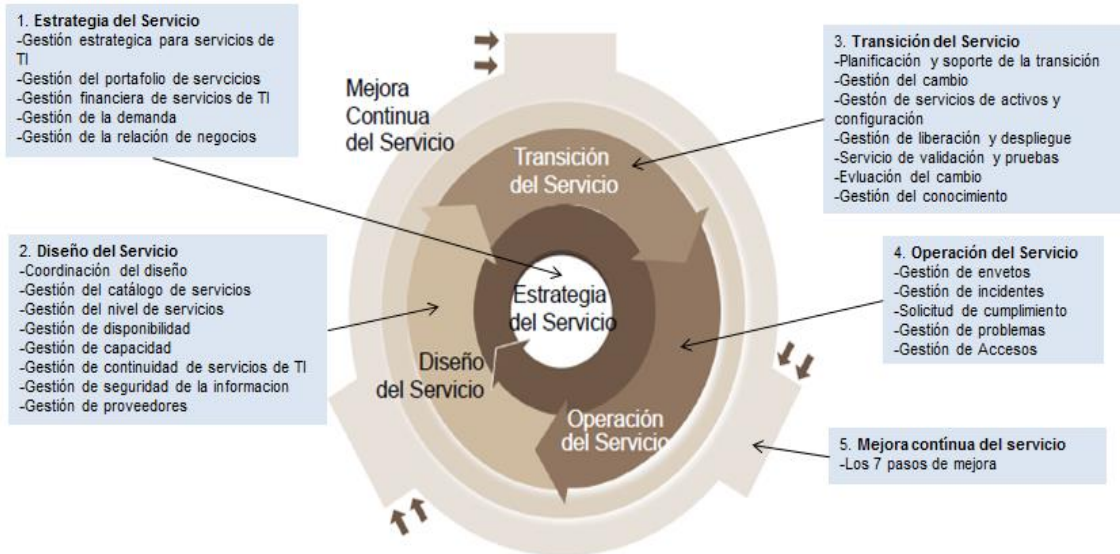 1. Estrategia del Servicio
-Gestión estrategica para servicios de
TI
-Gestión del portafolio de servcicios
-Gestión financiera de servicios de TI
-Gestión de la demanda
-Gestión de la relación de negocios
2. Diseño del Servicio
-Coordinación del diseño
-Gestión del catálogo de servicios
-Gestión del nivel de servicios
-Gestión de disponibilidad
-Gestión de capacidad
-Gestión de continuidad de servicios de TI
-Gestión de seguridad de la informacion
-Gestión de proveedores
Mejora
Continua
del Servicio
Transición
del Servicio
Estrategia
del Servicio
Diseño
del Servicio
Operación
del Servicio
3. Transición del Servicio
-Planificación y soporte de la transición
-Gestión del cambio
-Gestón de servicios de activos y
configuración
-Gestión de liberación y despliegue
-Servicio de validación y pruebas
-Evluación del cambio
-Gestión del conocimiento
4. Operación del Servicio
-Gestión de envetos
-Gestión de incidentes
-Solicitud de cumplimiento
-Gestión de problemas
-Gestión de Accesos
5. Mejora contínua del servicio
-Los 7 pasos de mejora